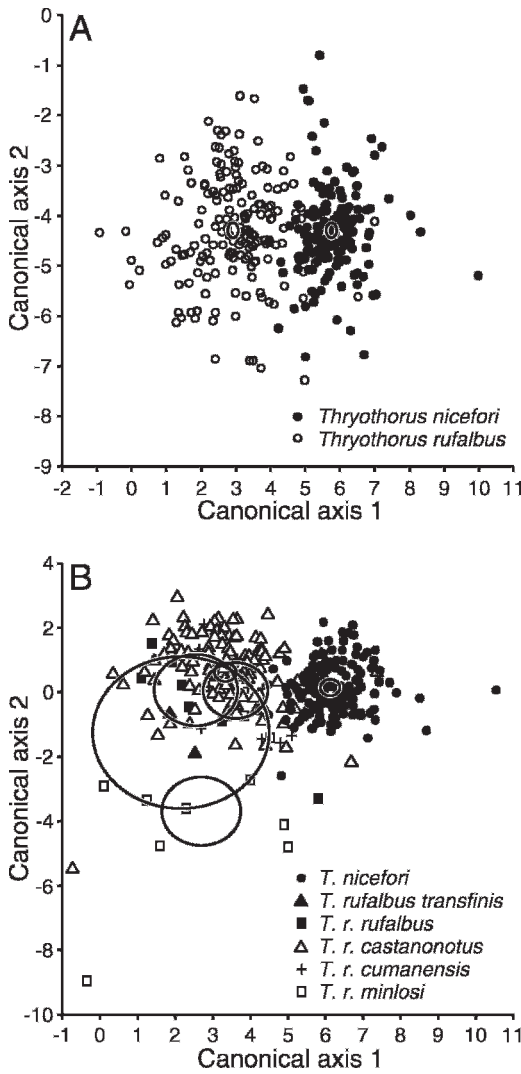 A
0
-1
-2
-3
-4
-5
-6
-7
-8
-9
Canonical axis 2
Thryothorus nicefori
Thryothorus rufalbus
-2 -1 0 1 2 3 4 5 6 7 8 9 10 11
Canonical axis 1
B
4
2
0
-2
-4
-6
-8
-10
Canonical axis 2
T. nicefori
T. rufalbus transfinis
T. r. rufalbus
T. r. castanonotus
T. r. cumanensis
T. r. minlosi
-1 0 1 2 3 4 5 6 7 8 9 10 11
Canonical axis 1